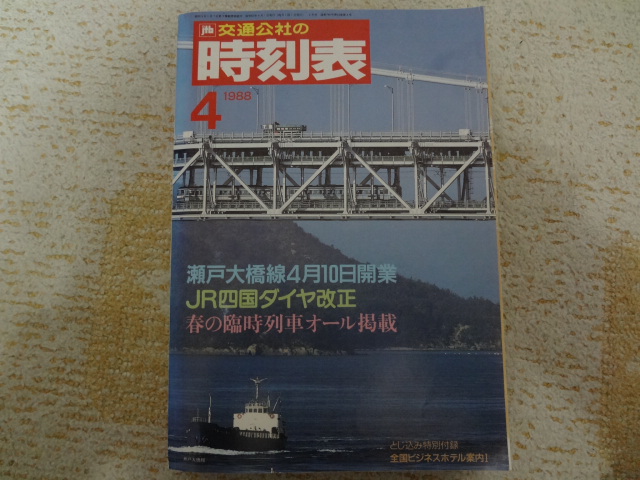 jtb 交通公社の
時刻表
4 1988
瀬戸大橋線4月10日開業
JR四国ダイヤ改正
春の臨時列車オール掲載
とじ込み特別付録
全国ビジネスホテル案内!